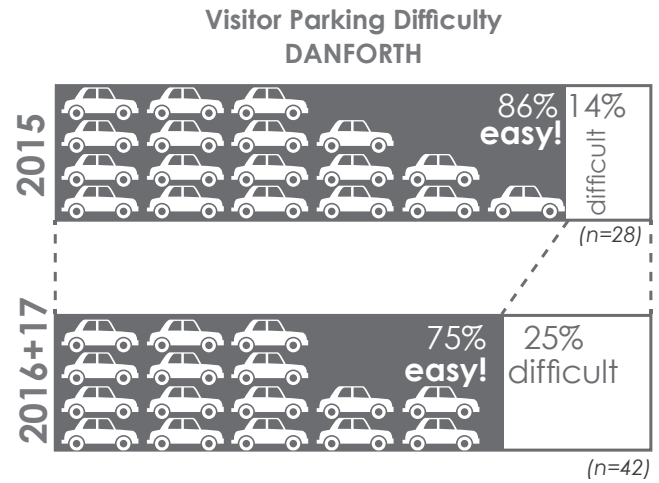 Visitor Parking Difficulty
DANFORTH
2015
86% easy!
14% difficult
(n=28)
2016+17
75% easy!
25% difficult
(n=42)